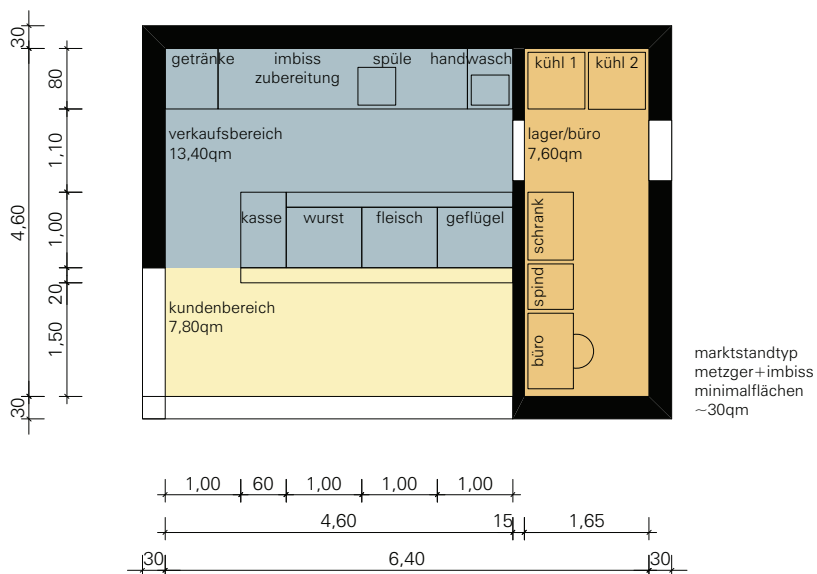 getränke
imbiss
zubereitung
spüle
handwasch
kühl 1
kühl 2
verkaufsbereich
13,40qm
lager/büro
7,60qm
kasse
wurst
fleisch
geflügel
schrank
spind
büro
kundenbereich
7,80qm
marktstandtyp
metzger+imbiss
minimalflächen
~30qm
30
4,60
30
80
1,10
1,00
20
1,50
1,00
60
1,00
1,00
1,00
4,60
15
1,65
30
6,40
30